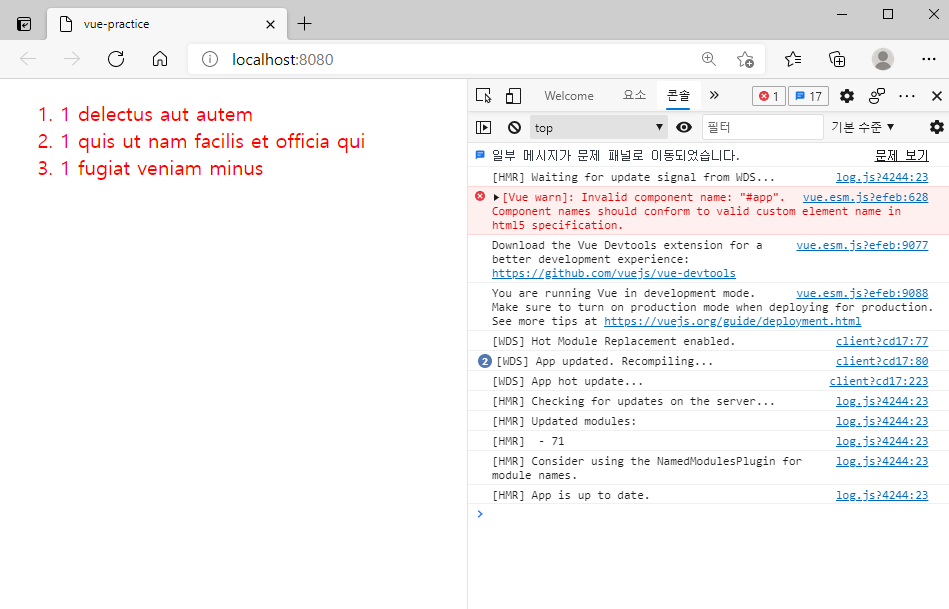 vue-practice
localhost:8080
1. 1 delectus aut autem
2. 1 quis ut nam facilis et officia qui
3. 1 fugiat veniam minus
Welcome 요소 콘솔 1 17
top 필터 기본 수준
일부 메시지가 문제 패널로 이동되었습니다. 문제 보기
[HMR] Waiting for update signal from WDS... log.js?4244:23
[Vue warn]: Invalid component name: "#app". vue.esm.js?efeb:628
Component names should conform to valid custom element name in
html5 specification.
Download the Vue Devtools extension for a vue.esm.js?efeb:9077
better development experience:
https://github.com/vuejs/vue-devtools
You are running Vue in development mode. vue.esm.js?efeb:9088
Make sure to turn on production mode when deploying for production.
See more tips at https://vuejs.org/guide/deployment.html
[WDS] Hot Module Replacement enabled. client?cd17:77
2 [WDS] App updated. Recompiling... client?cd17:80
[WDS] App hot update... client?cd17:223
[HMR] Checking for updates on the server... log.js?4244:23
[HMR] Updated modules: log.js?4244:23
[HMR]  - 71 log.js?4244:23
[HMR] Consider using the NamedModulesPlugin for log.js?4244:23
module names.
[HMR] App is up to date. log.js?4244:23